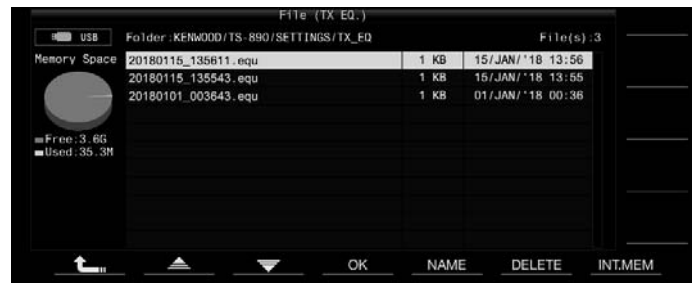 File (TX EQ.)
USB Folder:KENWOOD/TS-890/SETTINGS/TX_EQ File(s):3
Memory Space
20180115_135611.equ 1 KB 15/JAN/'18 13:56
20180115_135543.equ 1 KB 15/JAN/'18 13:55
20180101_003643.equ 1 KB 01/JAN/'18 00:36
Free:3.6G
Used:35.3M
OK NAME DELETE INT.MEM